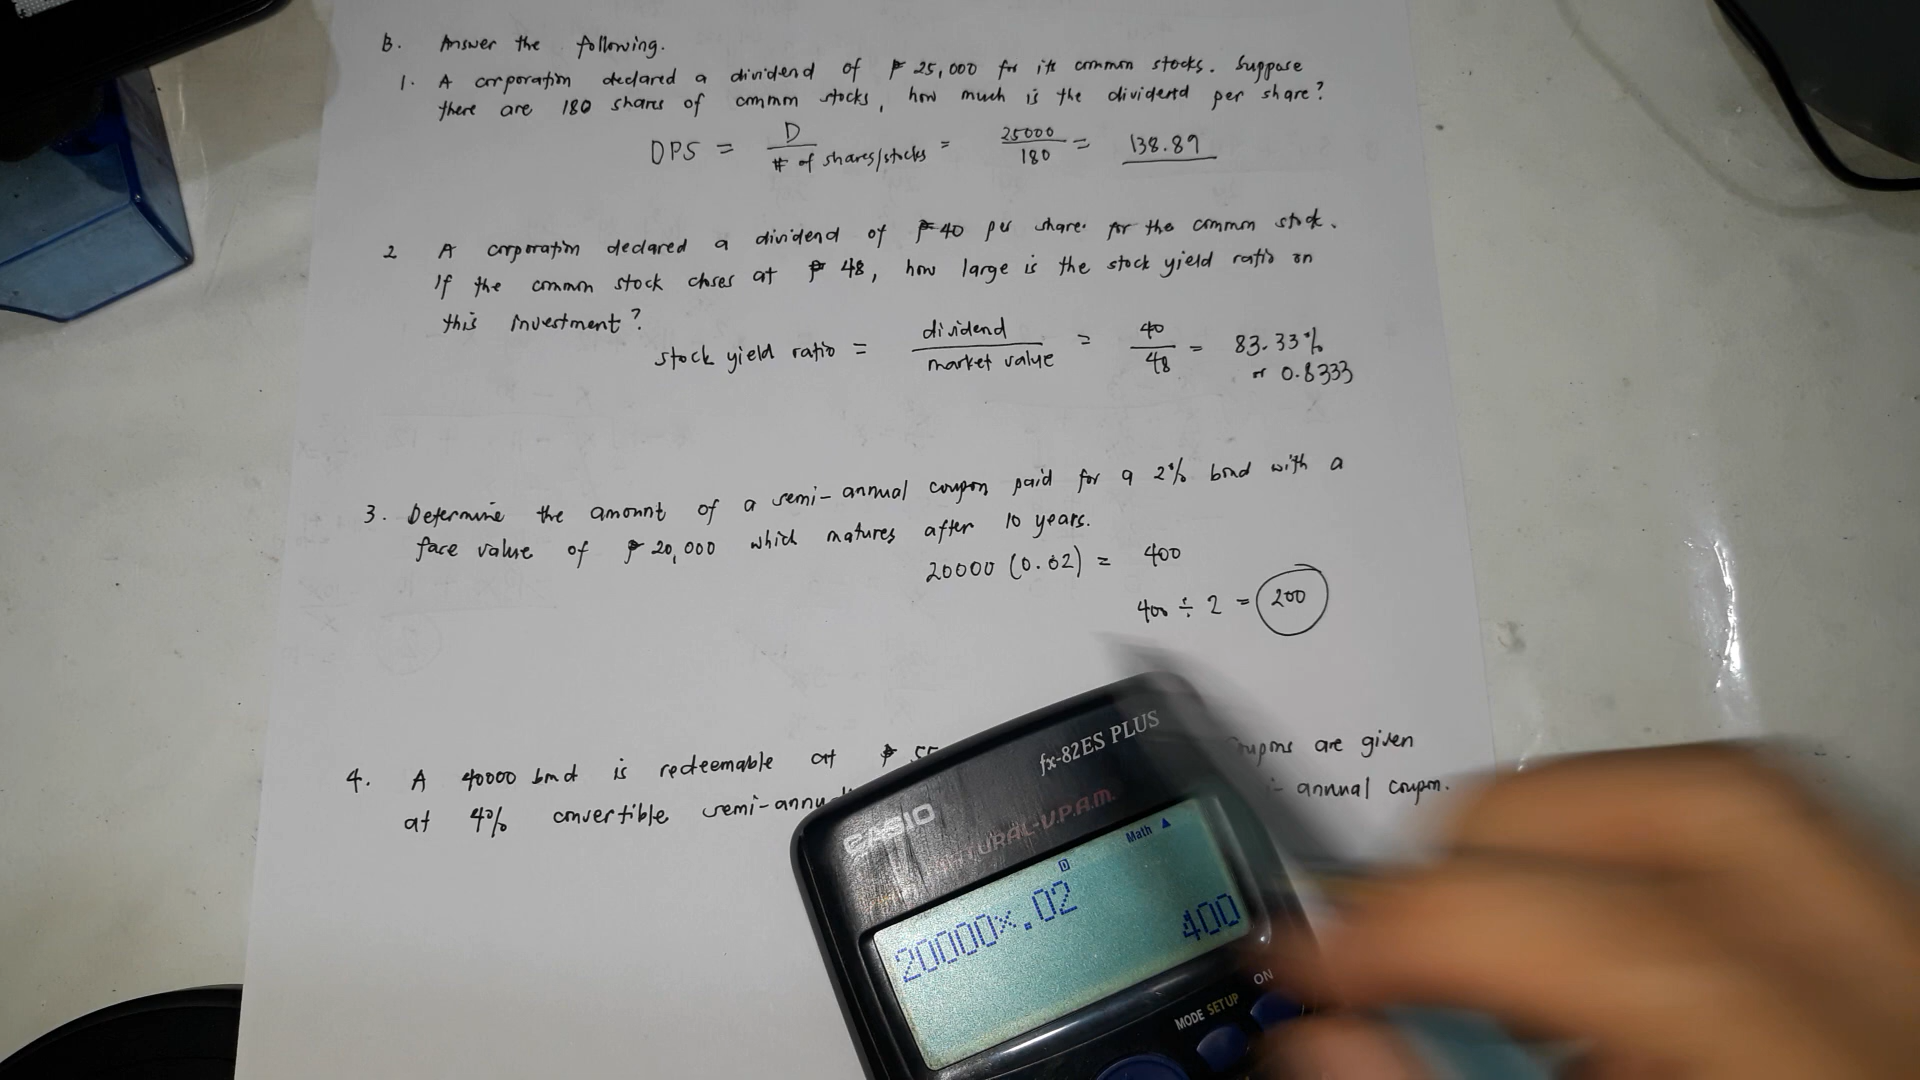 B. Answer the following.
1. A corporation declared a dividend of ₱ 25,000 for its common stocks. Suppose
there are 180 shares of common stocks, how much is the dividend per share?
DPS = D / # of shares/stocks = 25000 / 180 = 138.89
2 A corporation declared a dividend of ₱ 40 per share for the common stock.
If the common stock closes at ₱ 48, how large is the stock yield ratio on
this investment?
stock yield ratio = dividend / market value = 40 / 48 = 83.33%
or 0.8333
3. Determine the amount of a semi-annual coupon paid for a 2% bond with a
face value of ₱ 20,000 which matures after 10 years.
20000 (0.02) = 400
400 ÷ 2 = 200
4. A 40000 bond is redeemable at ₱ are given
at 4% convertible annual coupon.
fx-82ES PLUS
CASIO
NATURAL-V.P.A.M.
Math
20000×.02
400
MODE SETUP ON